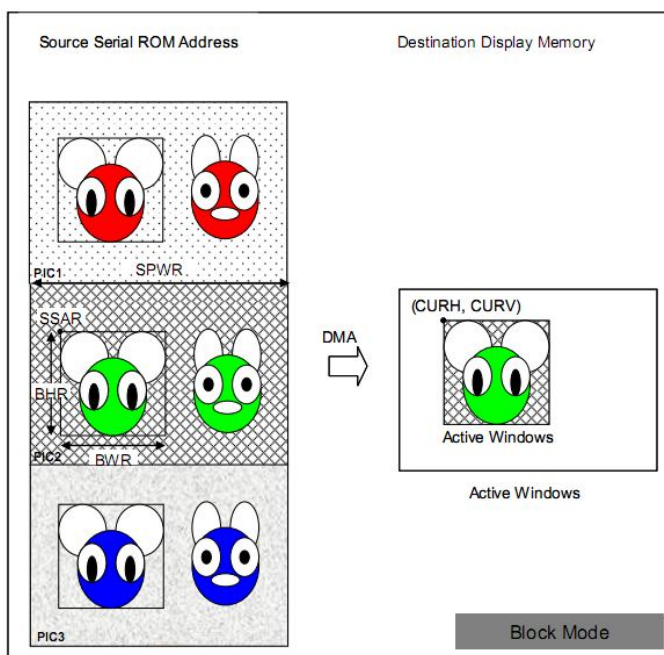 Source Serial ROM Address
Destination Display Memory
PIC1
SPWR
SSAR
BHR
BWR
PIC2
DMA
(CURH, CURV)
Active Windows
Active Windows
PIC3
Block Mode